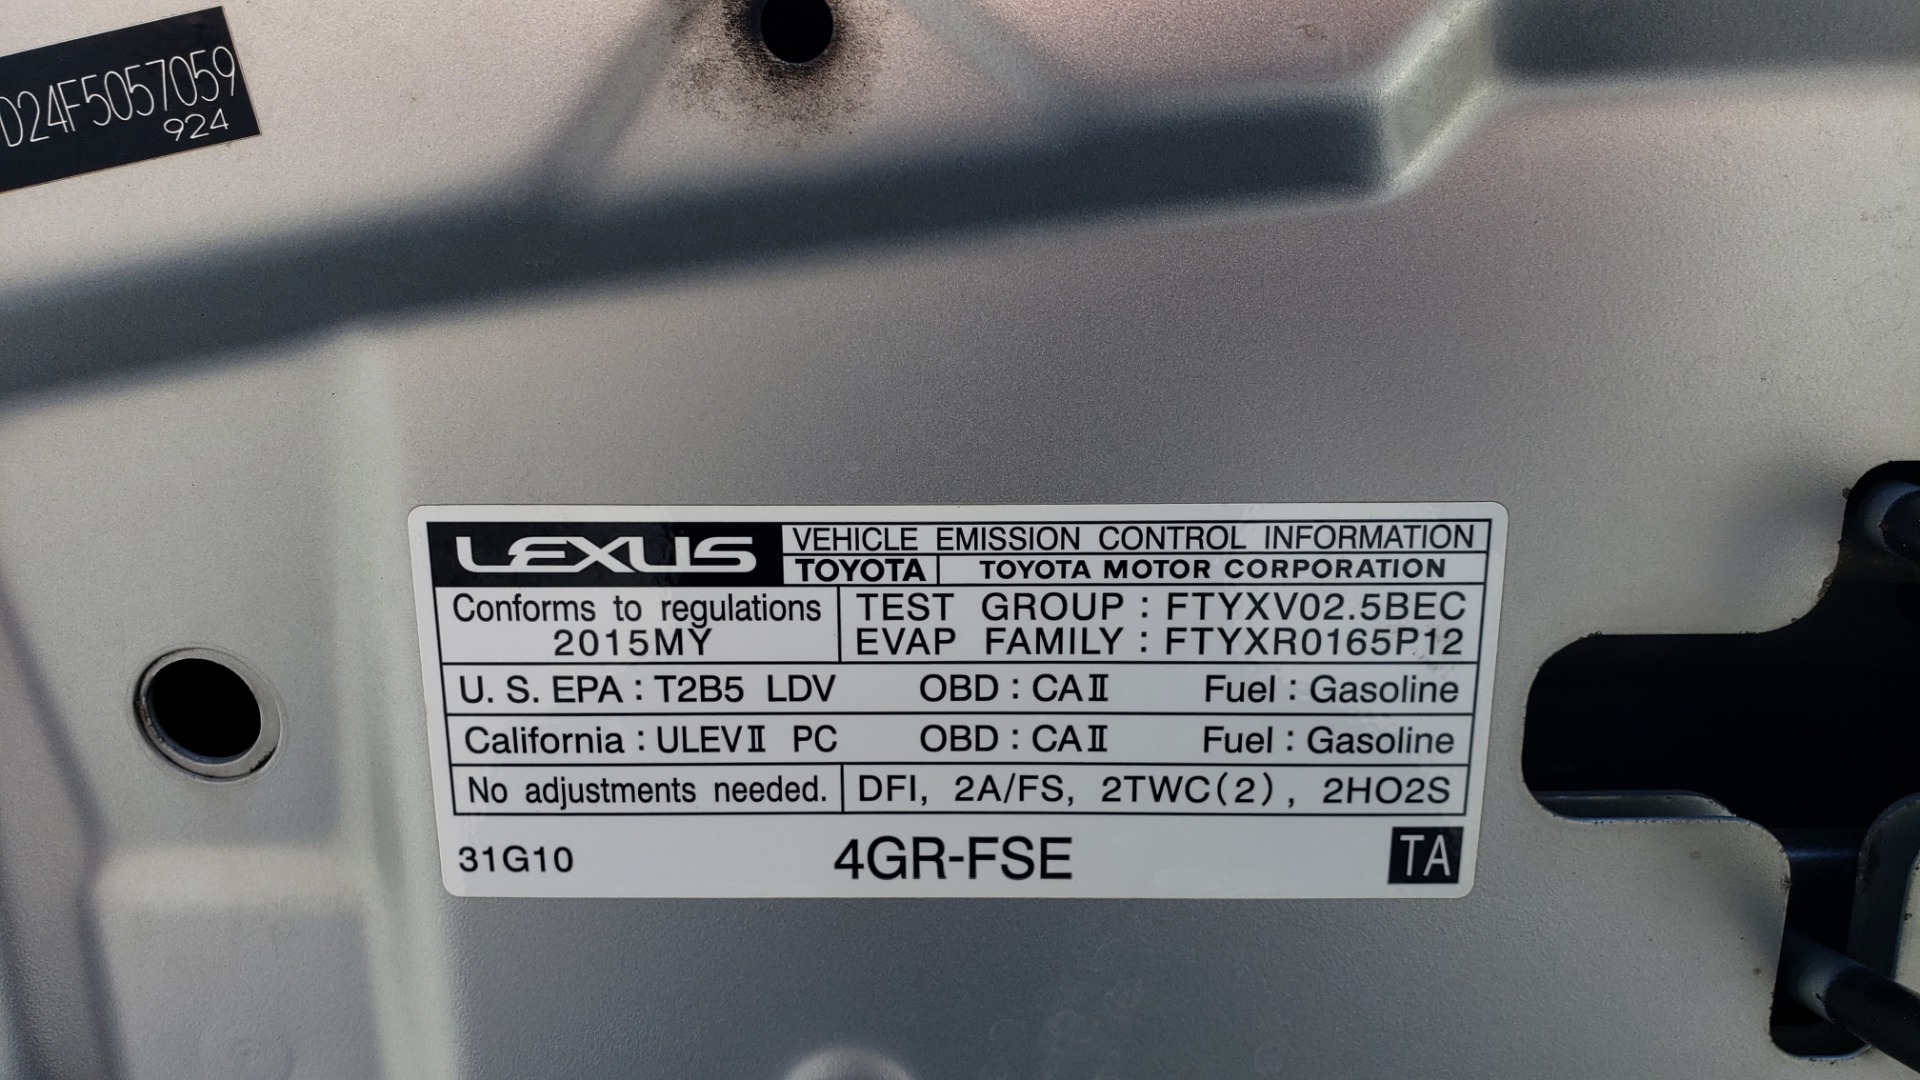 D24F5057059
924
LEXUS
VEHICLE EMISSION CONTROL INFORMATION
TOYOTA TOYOTA MOTOR CORPORATION
Conforms to regulations
2015MY
TEST GROUP : FTYXV02.5BEC
EVAP FAMILY : FTYXR0165P12
U. S. EPA : T2B5 LDV OBD : CAⅡ Fuel : Gasoline
California : ULEVⅡ PC OBD : CAⅡ Fuel : Gasoline
No adjustments needed. DFI, 2A/FS, 2TWC(2), 2HO2S
31G10 4GR-FSE TA